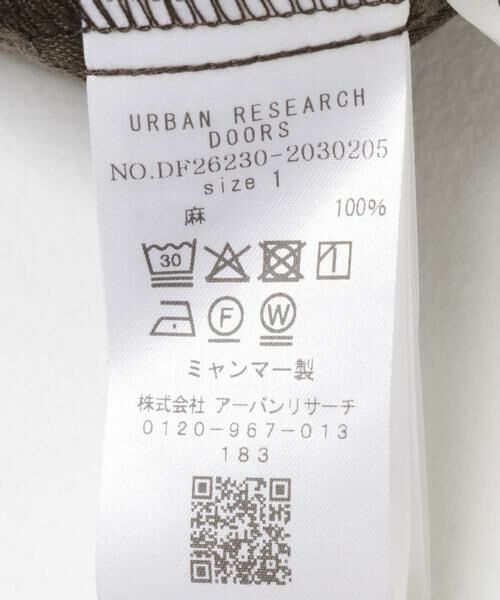 URBAN RESEARCH
DOORS
NO.DF26230-2030205
size 1
麻 100%
30
F W
ミャンマー製
株式会社 アーバンリサーチ
0120-967-013
183